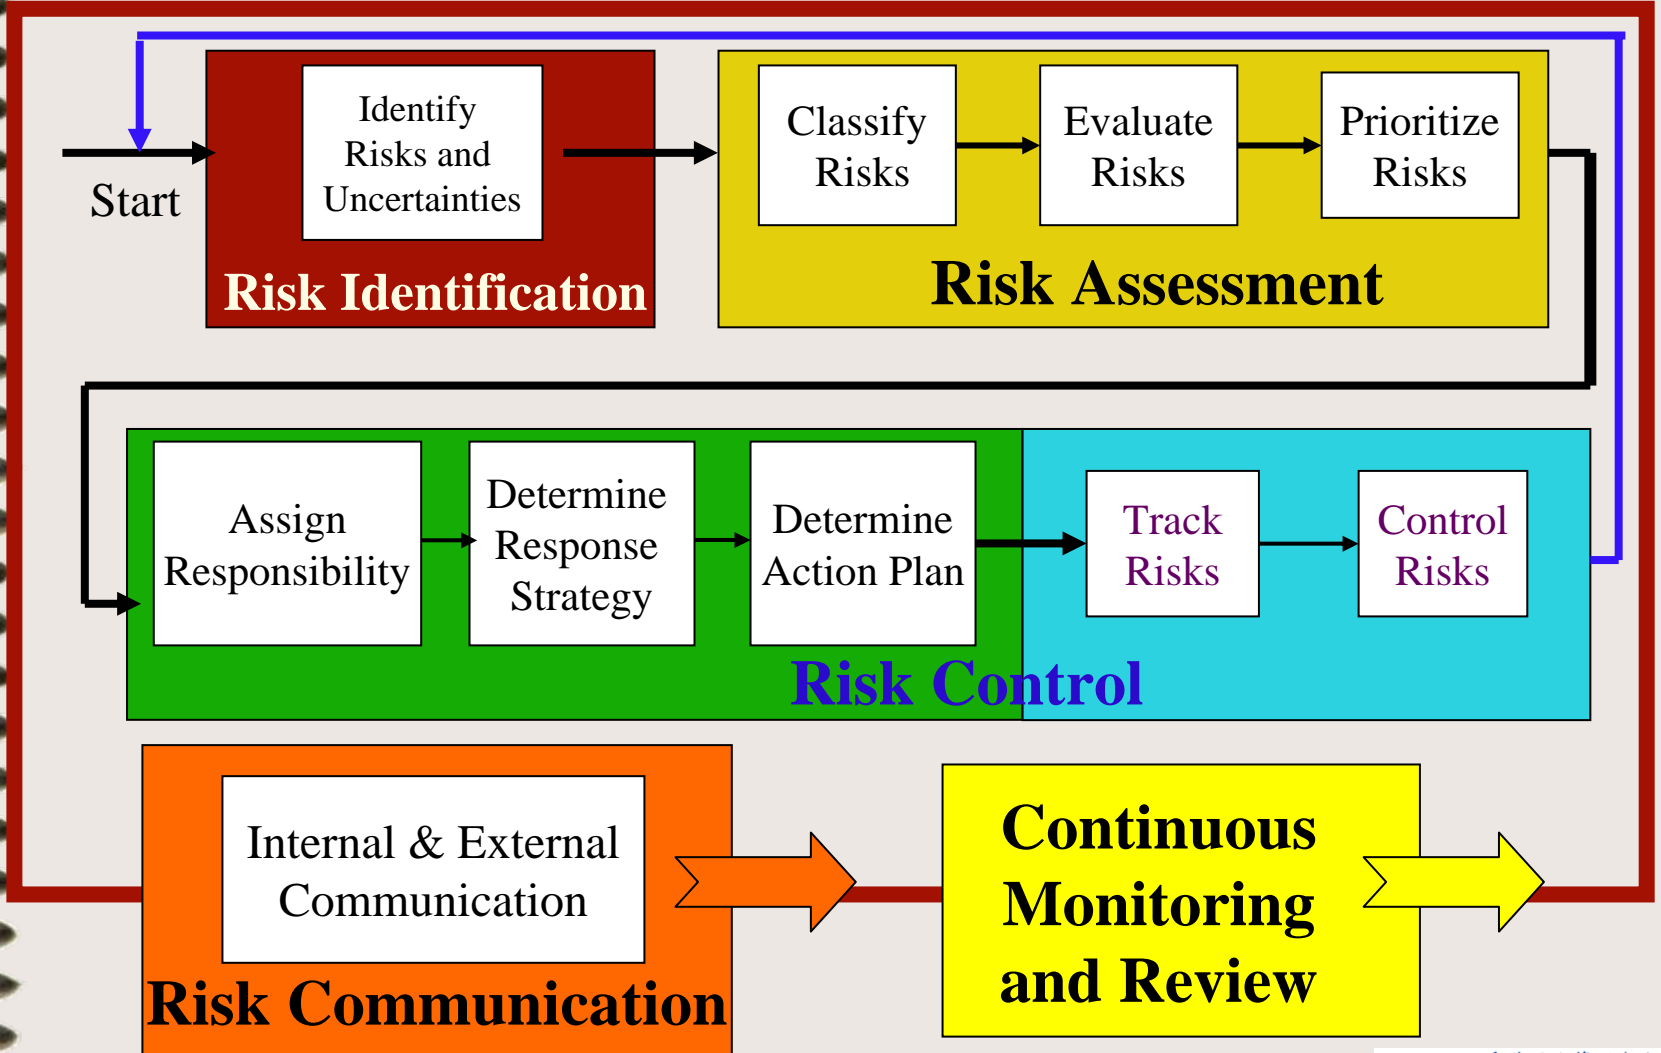 Identify
Risks and
Uncertainties
Classify
Risks
Evaluate
Risks
Prioritize
Risks
Start
Risk Identification
Risk Assessment
Assign
Responsibility
Determine
Response
Strategy
Determine
Action Plan
Track
Risks
Control
Risks
Risk Control
Internal & External
Communication
Risk Communication
Continuous
Monitoring
and Review